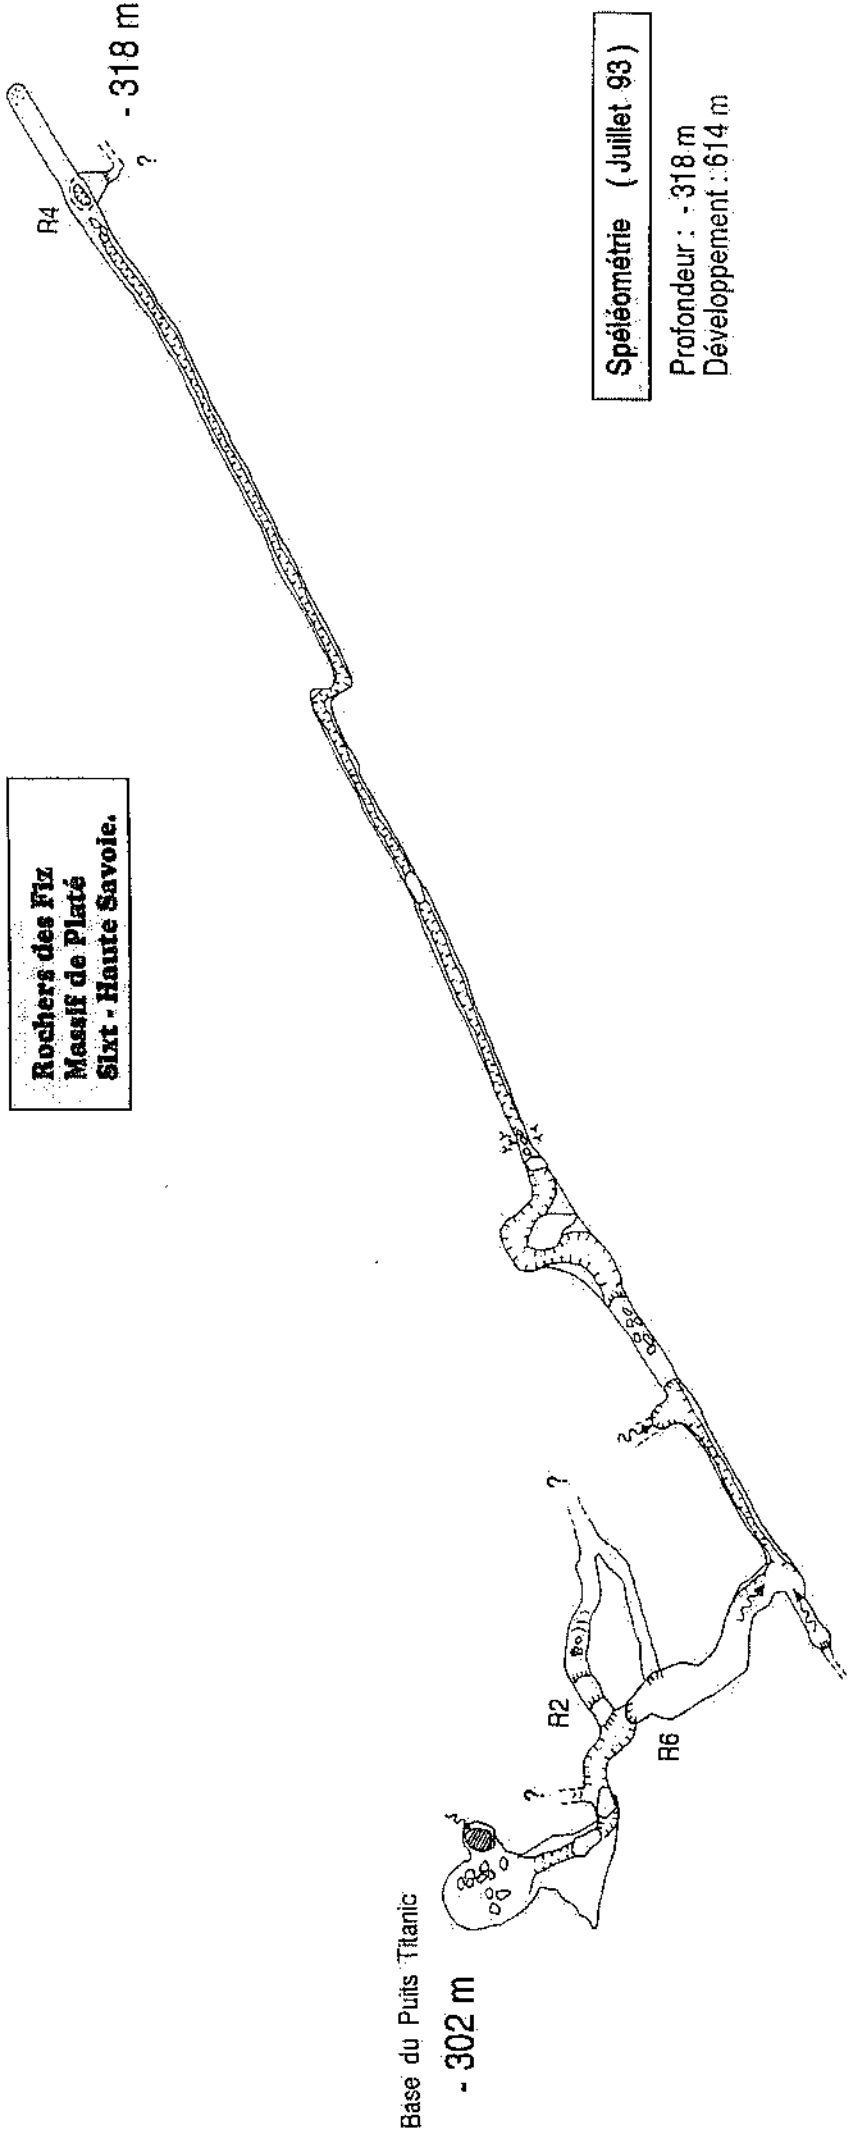 Rochers des Fiz
Massif de Platé
Sixt - Haute Savoie.
Base du Puits Titanic
- 302 m
?
R2
R6
?
R4
?
- 318 m
Spéléométrie ( Juillet 93 )
Profondeur : - 318 m
Développement : 614 m